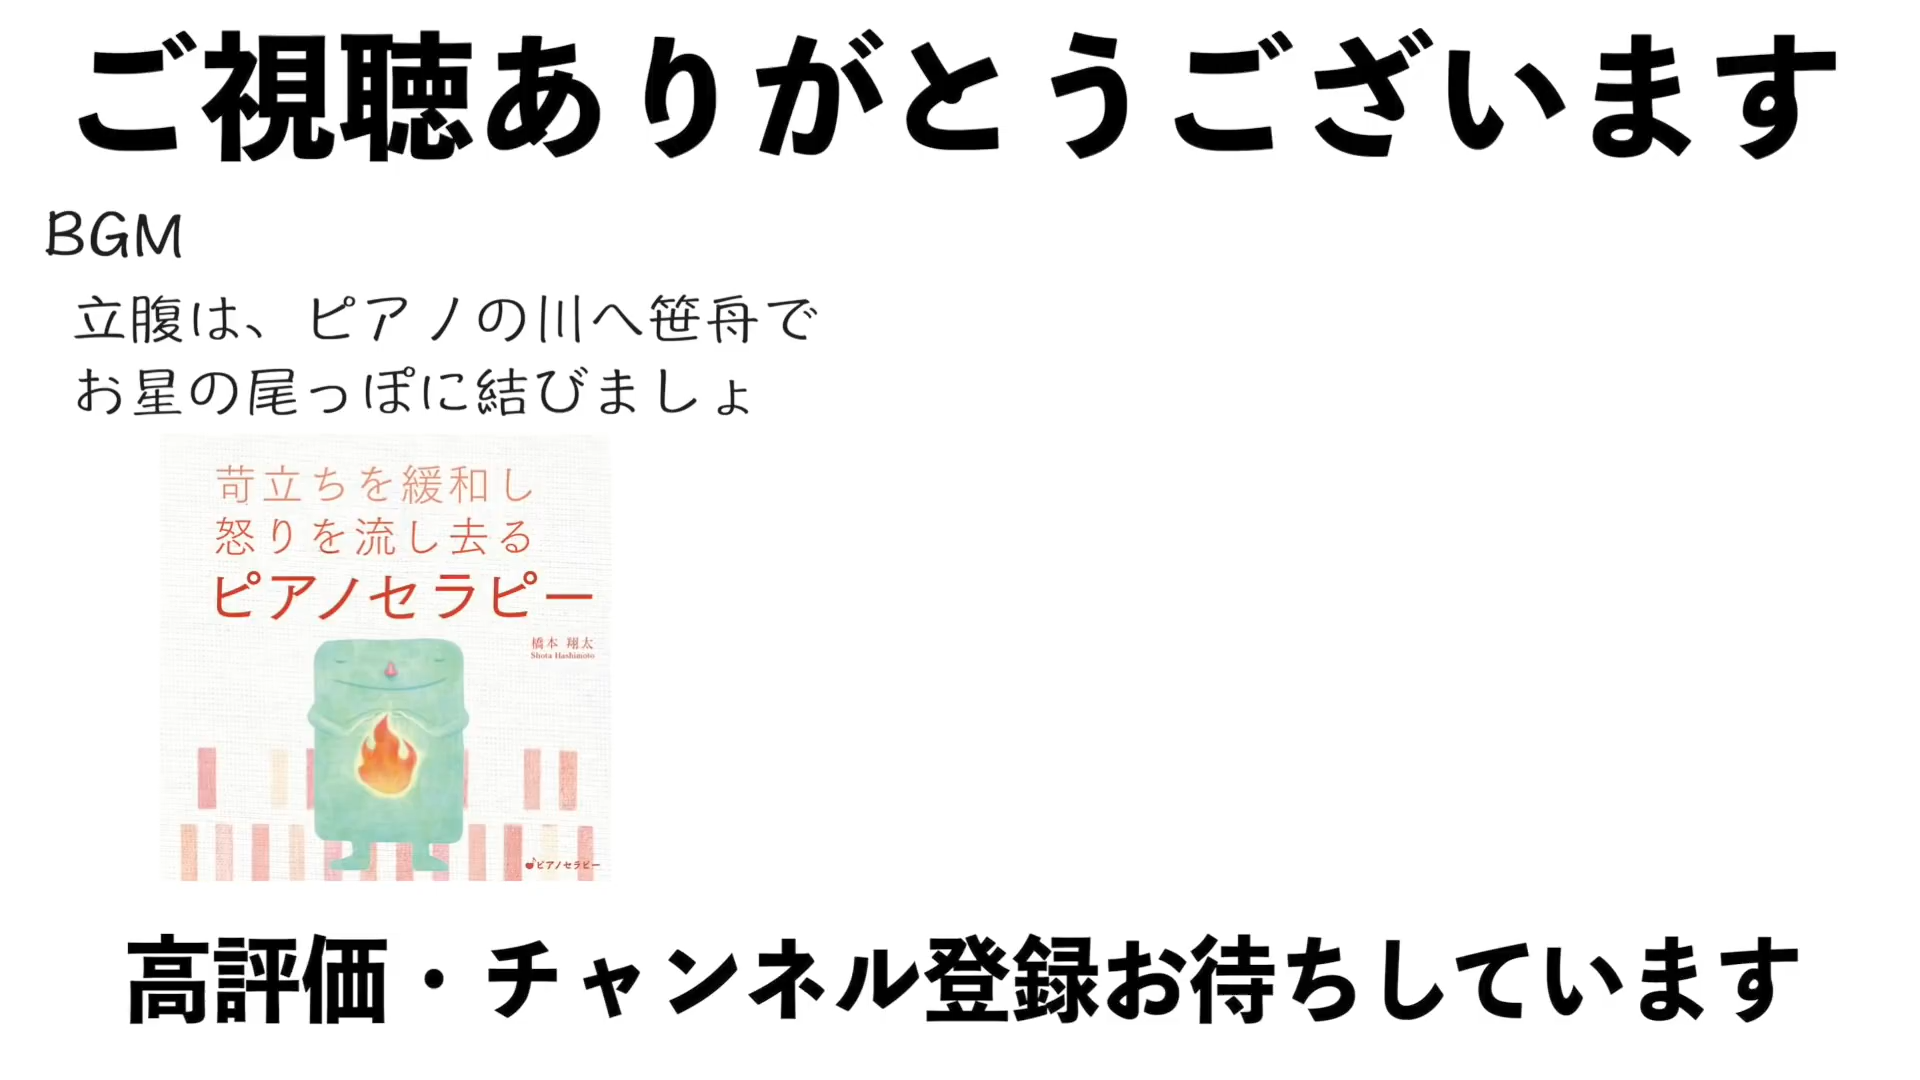 ご視聴ありがとうございます
BGM
立腹は、ピアノの川へ笹舟で
お星の尾っぽに結びましょ
苛立ちを緩和し
怒りを流し去る
ピアノセラピー
橋本 翔太
Shota Hashimoto
ピアノセラピー
高評価・チャンネル登録お待ちしています